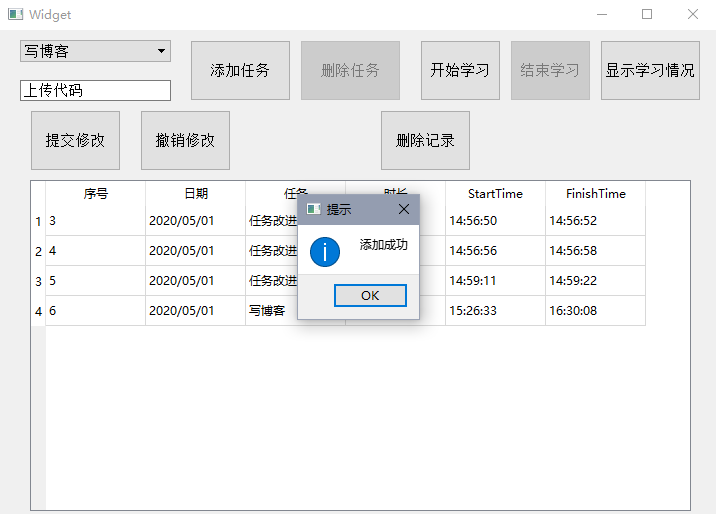 Widget
写博客
添加任务 删除任务 开始学习 结束学习 显示学习情况
上传代码
提交修改 撤销修改 删除记录
序号 日期 任务 时长 StartTime FinishTime
1 3 2020/05/01 任务改进 14:56:50 14:56:52
2 4 2020/05/01 任务改进 14:56:56 14:56:58
3 5 2020/05/01 任务改进 14:59:11 14:59:22
4 6 2020/05/01 写博客 15:26:33 16:30:08
提示
添加成功
OK